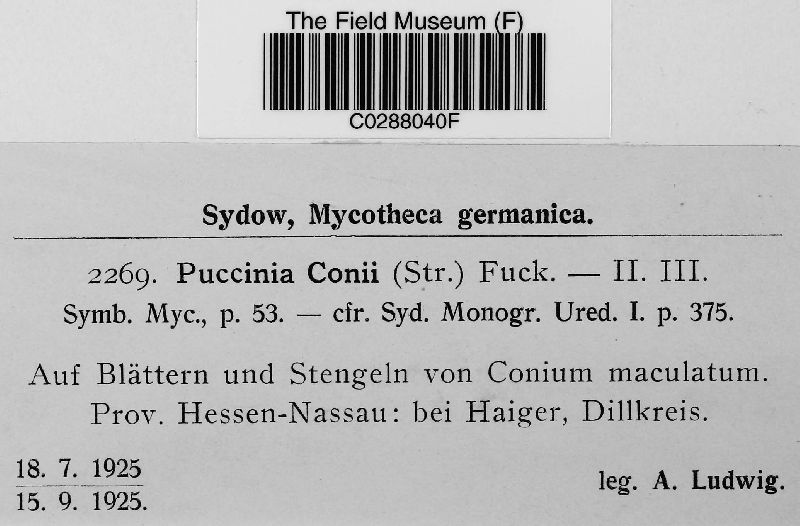 The Field Museum (F)
C0288040F
Sydow, Mycotheca germanica.
2269. Puccinia Conii (Str.) Fuck. — II. III.
Symb. Myc., p. 53. — cfr. Syd. Monogr. Ured. I. p. 375.
Auf Blättern und Stengeln von Conium maculatum.
Prov. Hessen-Nassau: bei Haiger, Dillkreis.
18. 7. 1925
15. 9. 1925.
leg. A. Ludwig.